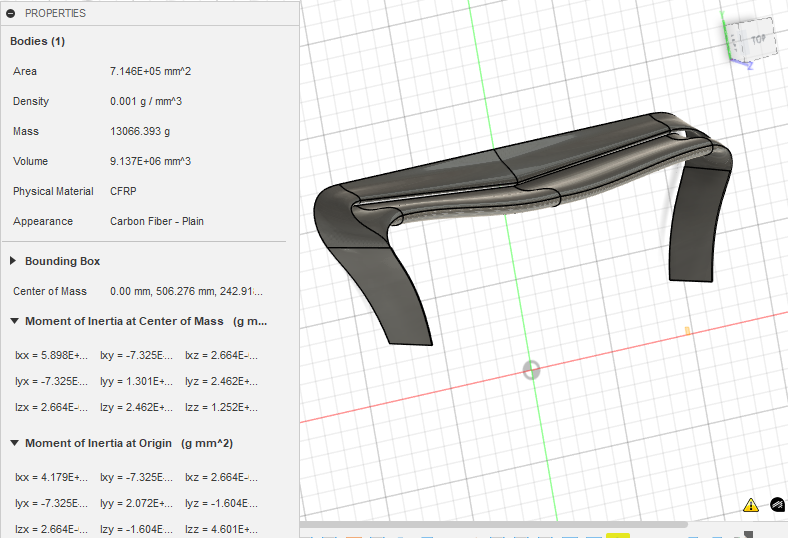 PROPERTIES
Bodies (1)
Area 7.146E+05 mm^2
Density 0.001 g / mm^3
Mass 13066.393 g
Volume 9.137E+06 mm^3
Physical Material CFRP
Appearance Carbon Fiber - Plain
Bounding Box
Center of Mass 0.00 mm, 506.276 mm, 242.91...
Moment of Inertia at Center of Mass (g m...
Ixx = 5.898E+... Ixy = -7.325E... Ixz = 2.664E-...
Iyx = -7.325E... Iyy = 1.301E+... Iyz = 2.462E+...
Izx = 2.664E-... Izy = 2.462E+... Izz = 1.252E+...
Moment of Inertia at Origin (g mm^2)
Ixx = 4.179E+... Ixy = -7.325E... Ixz = 2.664E-...
Iyx = -7.325E... Iyy = 2.072E+... Iyz = -1.604E...
Izx = 2.664E-... Izy = -1.604E... Izz = 4.601E+...
TOP
Z